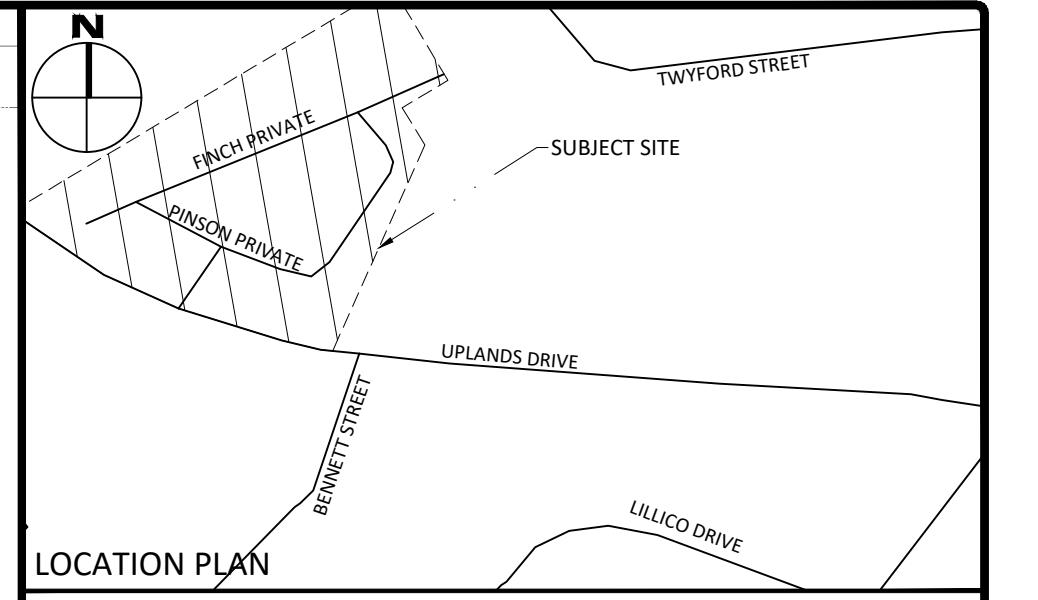 N
TWYFORD STREET
FINCH PRIVATE
SUBJECT SITE
PINSON PRIVATE
UPLANDS DRIVE
BENNETT STREET
LILLICO DRIVE
LOCATION PLAN